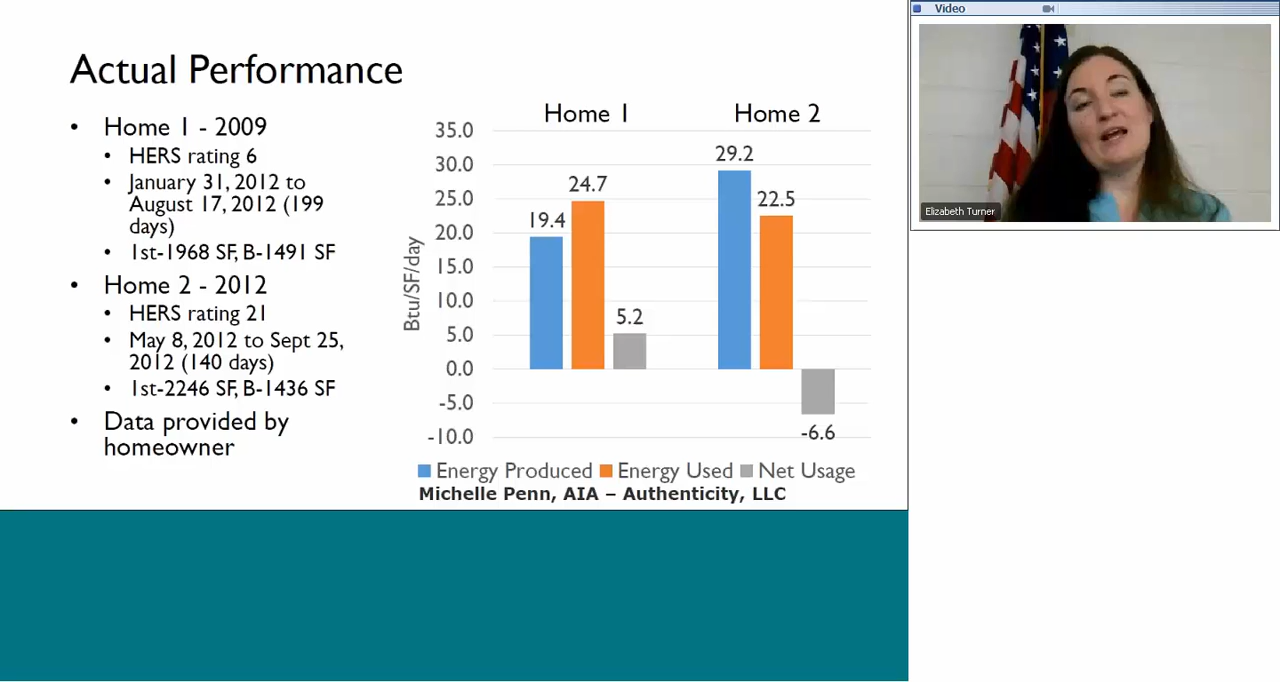 Actual Performance
• Home 1 - 2009
• HERS rating 6
• January 31, 2012 to
August 17, 2012 (199
days)
• 1st-1968 SF, B-1491 SF
• Home 2 - 2012
• HERS rating 21
• May 8, 2012 to Sept 25,
2012 (140 days)
• 1st-2246 SF, B-1436 SF
• Data provided by
homeowner
Home 1
Home 2
Btu/SF/day
35.0
30.0
25.0
20.0
15.0
10.0
5.0
0.0
-5.0
-10.0
19.4
24.7
5.2
29.2
22.5
-6.6
Energy Produced Energy Used Net Usage
Michelle Penn, AIA – Authenticity, LLC
Video
Elizabeth Turner